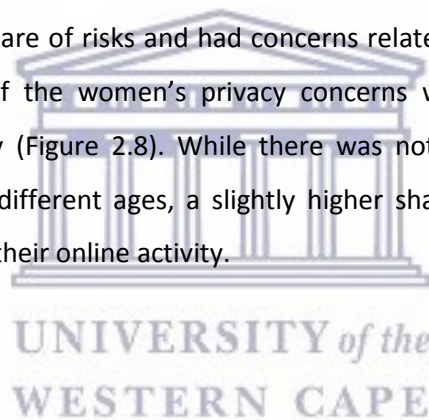 are of risks and had concerns relate
f the women's privacy concerns w
(Figure 2.8). While there was not
different ages, a slightly higher sha
their online activity.
UNIVERSITY of the
WESTERN CAPE